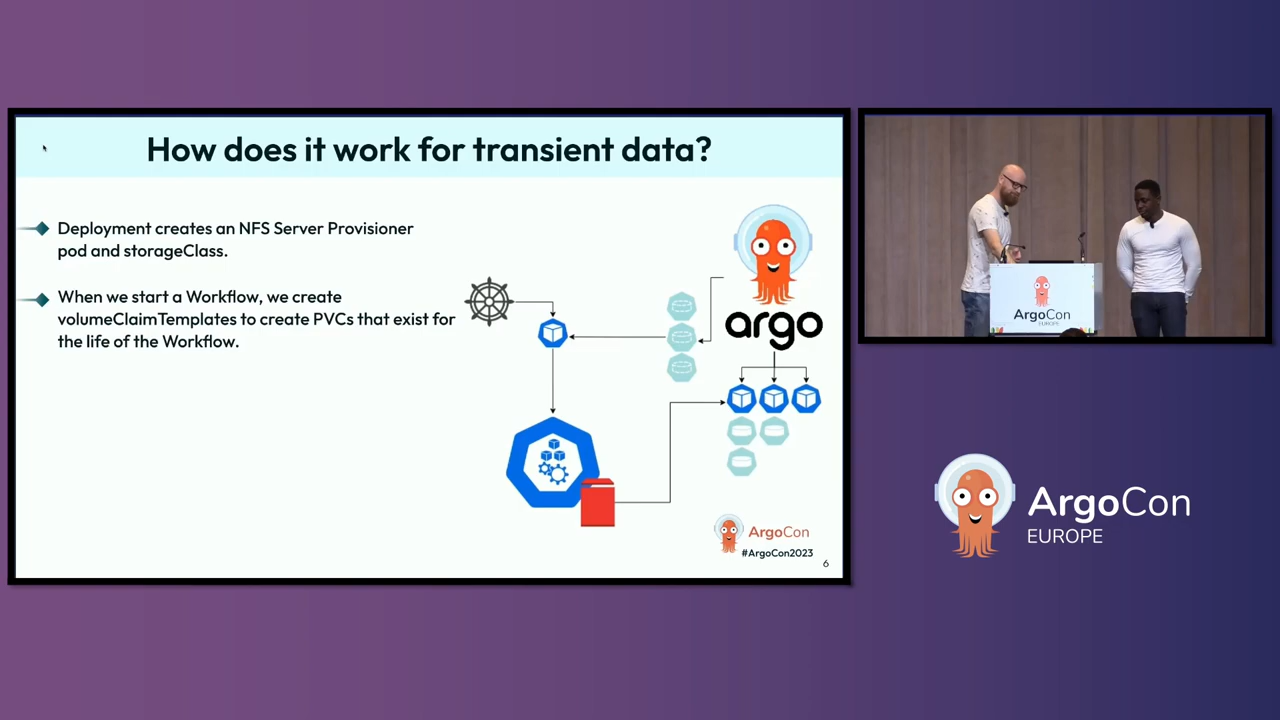 How does it work for transient data?
Deployment creates an NFS Server Provisioner
pod and storageClass.
When we start a Workflow, we create
volumeClaimTemplates to create PVCs that exist for
the life of the Workflow.
argo
ArgoCon
#ArgoCon2023
6
ArgoCon
EUROPE
ArgoCon
EUROPE